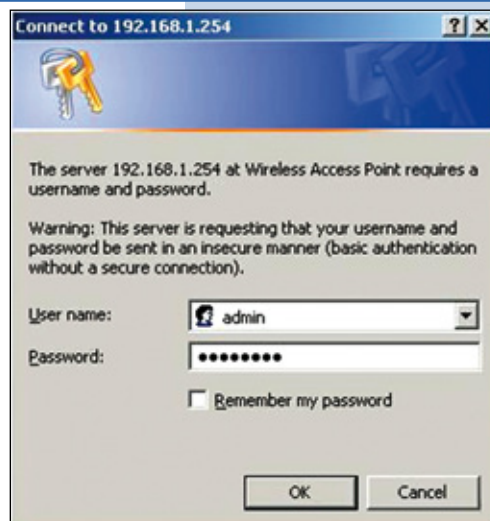 Connect to 192.168.1.254
The server 192.168.1.254 at Wireless Access Point requires a
username and password.
Warning: This server is requesting that your username and
password be sent in an insecure manner (basic authentication
without a secure connection).
User name:
admin
Password:
••••••••
Remember my password
OK
Cancel